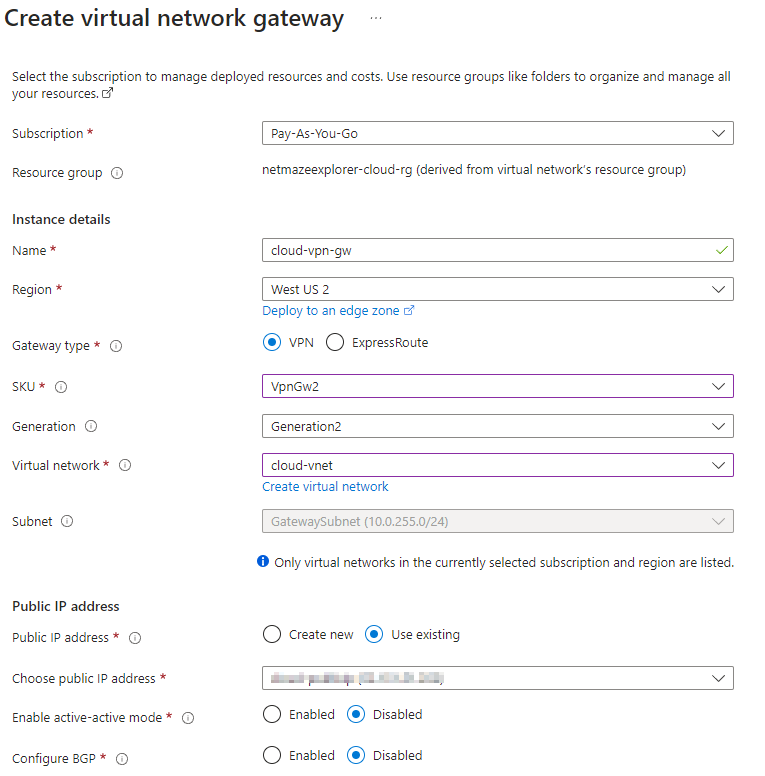 Create virtual network gateway ...
Select the subscription to manage deployed resources and costs. Use resource groups like folders to organize and manage all
your resources.
Subscription * Pay-As-You-Go
Resource group netmazeexplorer-cloud-rg (derived from virtual network's resource group)
Instance details
Name * cloud-vpn-gw
Region * West US 2
Deploy to an edge zone
Gateway type * VPN ExpressRoute
SKU * VpnGw2
Generation Generation2
Virtual network * cloud-vnet
Create virtual network
Subnet GatewaySubnet (10.0.255.0/24)
Only virtual networks in the currently selected subscription and region are listed.
Public IP address
Public IP address * Create new Use existing
Choose public IP address *
Enable active-active mode * Enabled Disabled
Configure BGP * Enabled Disabled